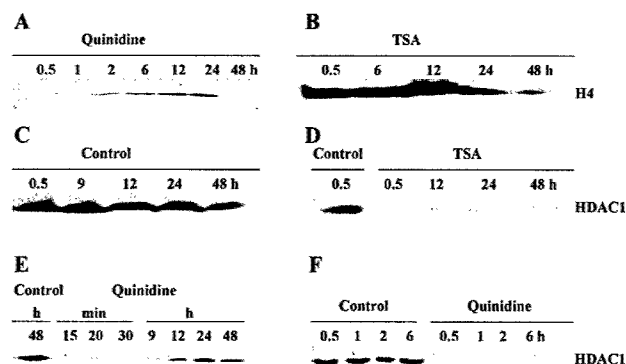 A B
Quinidine TSA
0.5 1 2 6 12 24 48 h 0.5 6 12 24 48 h
H4
C D
Control Control TSA
0.5 9 12 24 48 h 0.5 0.5 12 24 48 h
HDAC1
E F
Control Quinidine Control Quinidine
h min h
48 15 20 30 9 12 24 48 0.5 1 2 6 0.5 1 2 6 h
HDAC1